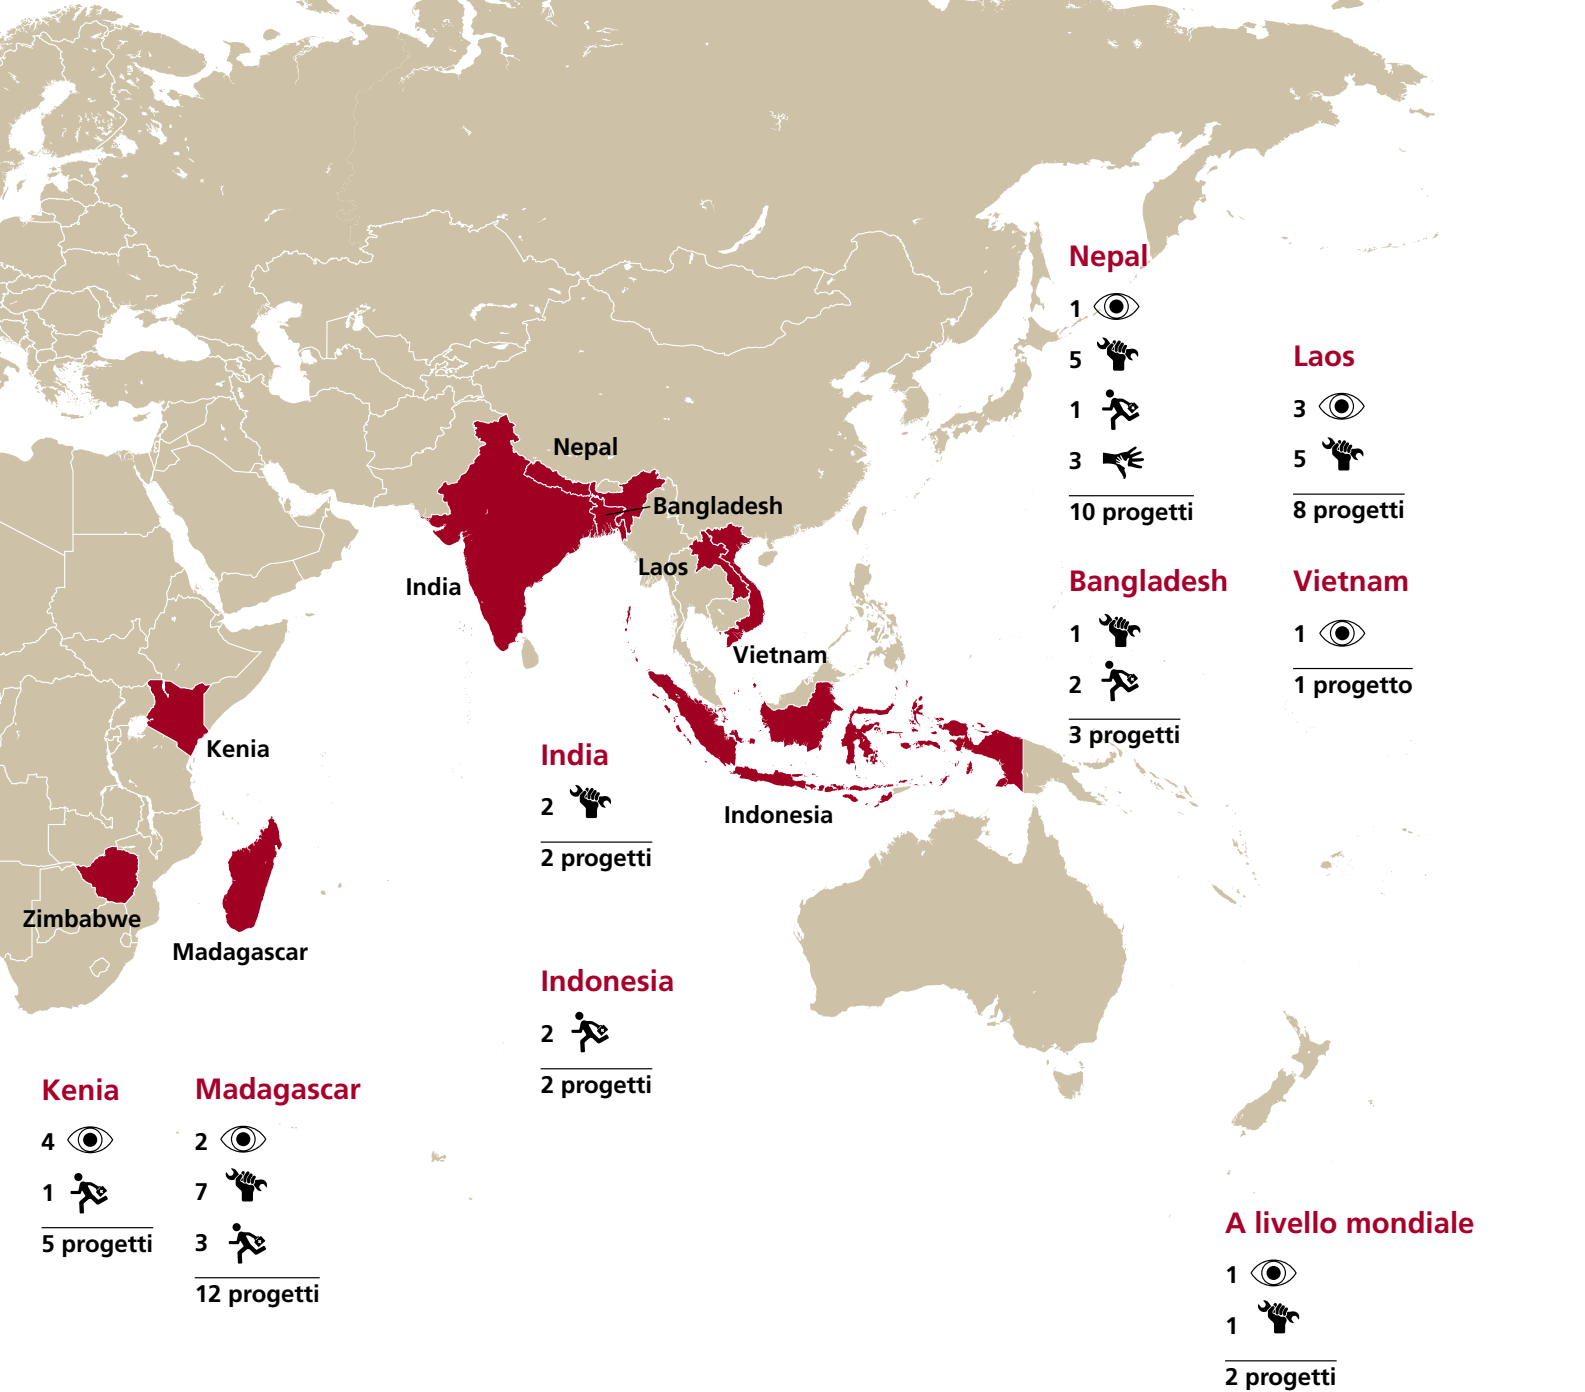 Nepal
1
5
1
3
10 progetti
Laos
3
5
8 progetti
Bangladesh
1
2
3 progetti
Vietnam
1
1 progetto
Nepal
Bangladesh
Laos
India
Vietnam
Kenia
Indonesia
Zimbabwe
Madagascar
India
2
2 progetti
Indonesia
2
2 progetti
Kenia
4
1
5 progetti
Madagascar
2
7
3
12 progetti
A livello mondiale
1
1
2 progetti